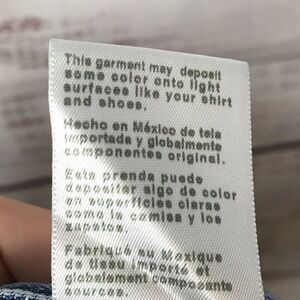 This garment may deposit
some color onto light
surfaces like your shirt
and shoes.
Hecho en México de tela
importada y globalmente
componentes original.
Esta prenda puede
depositar algo de color
en superficies claras
como la camisa y los
zapatos.
Fabriqué au Mexique
de tissu importé et
globalement composante
sources.